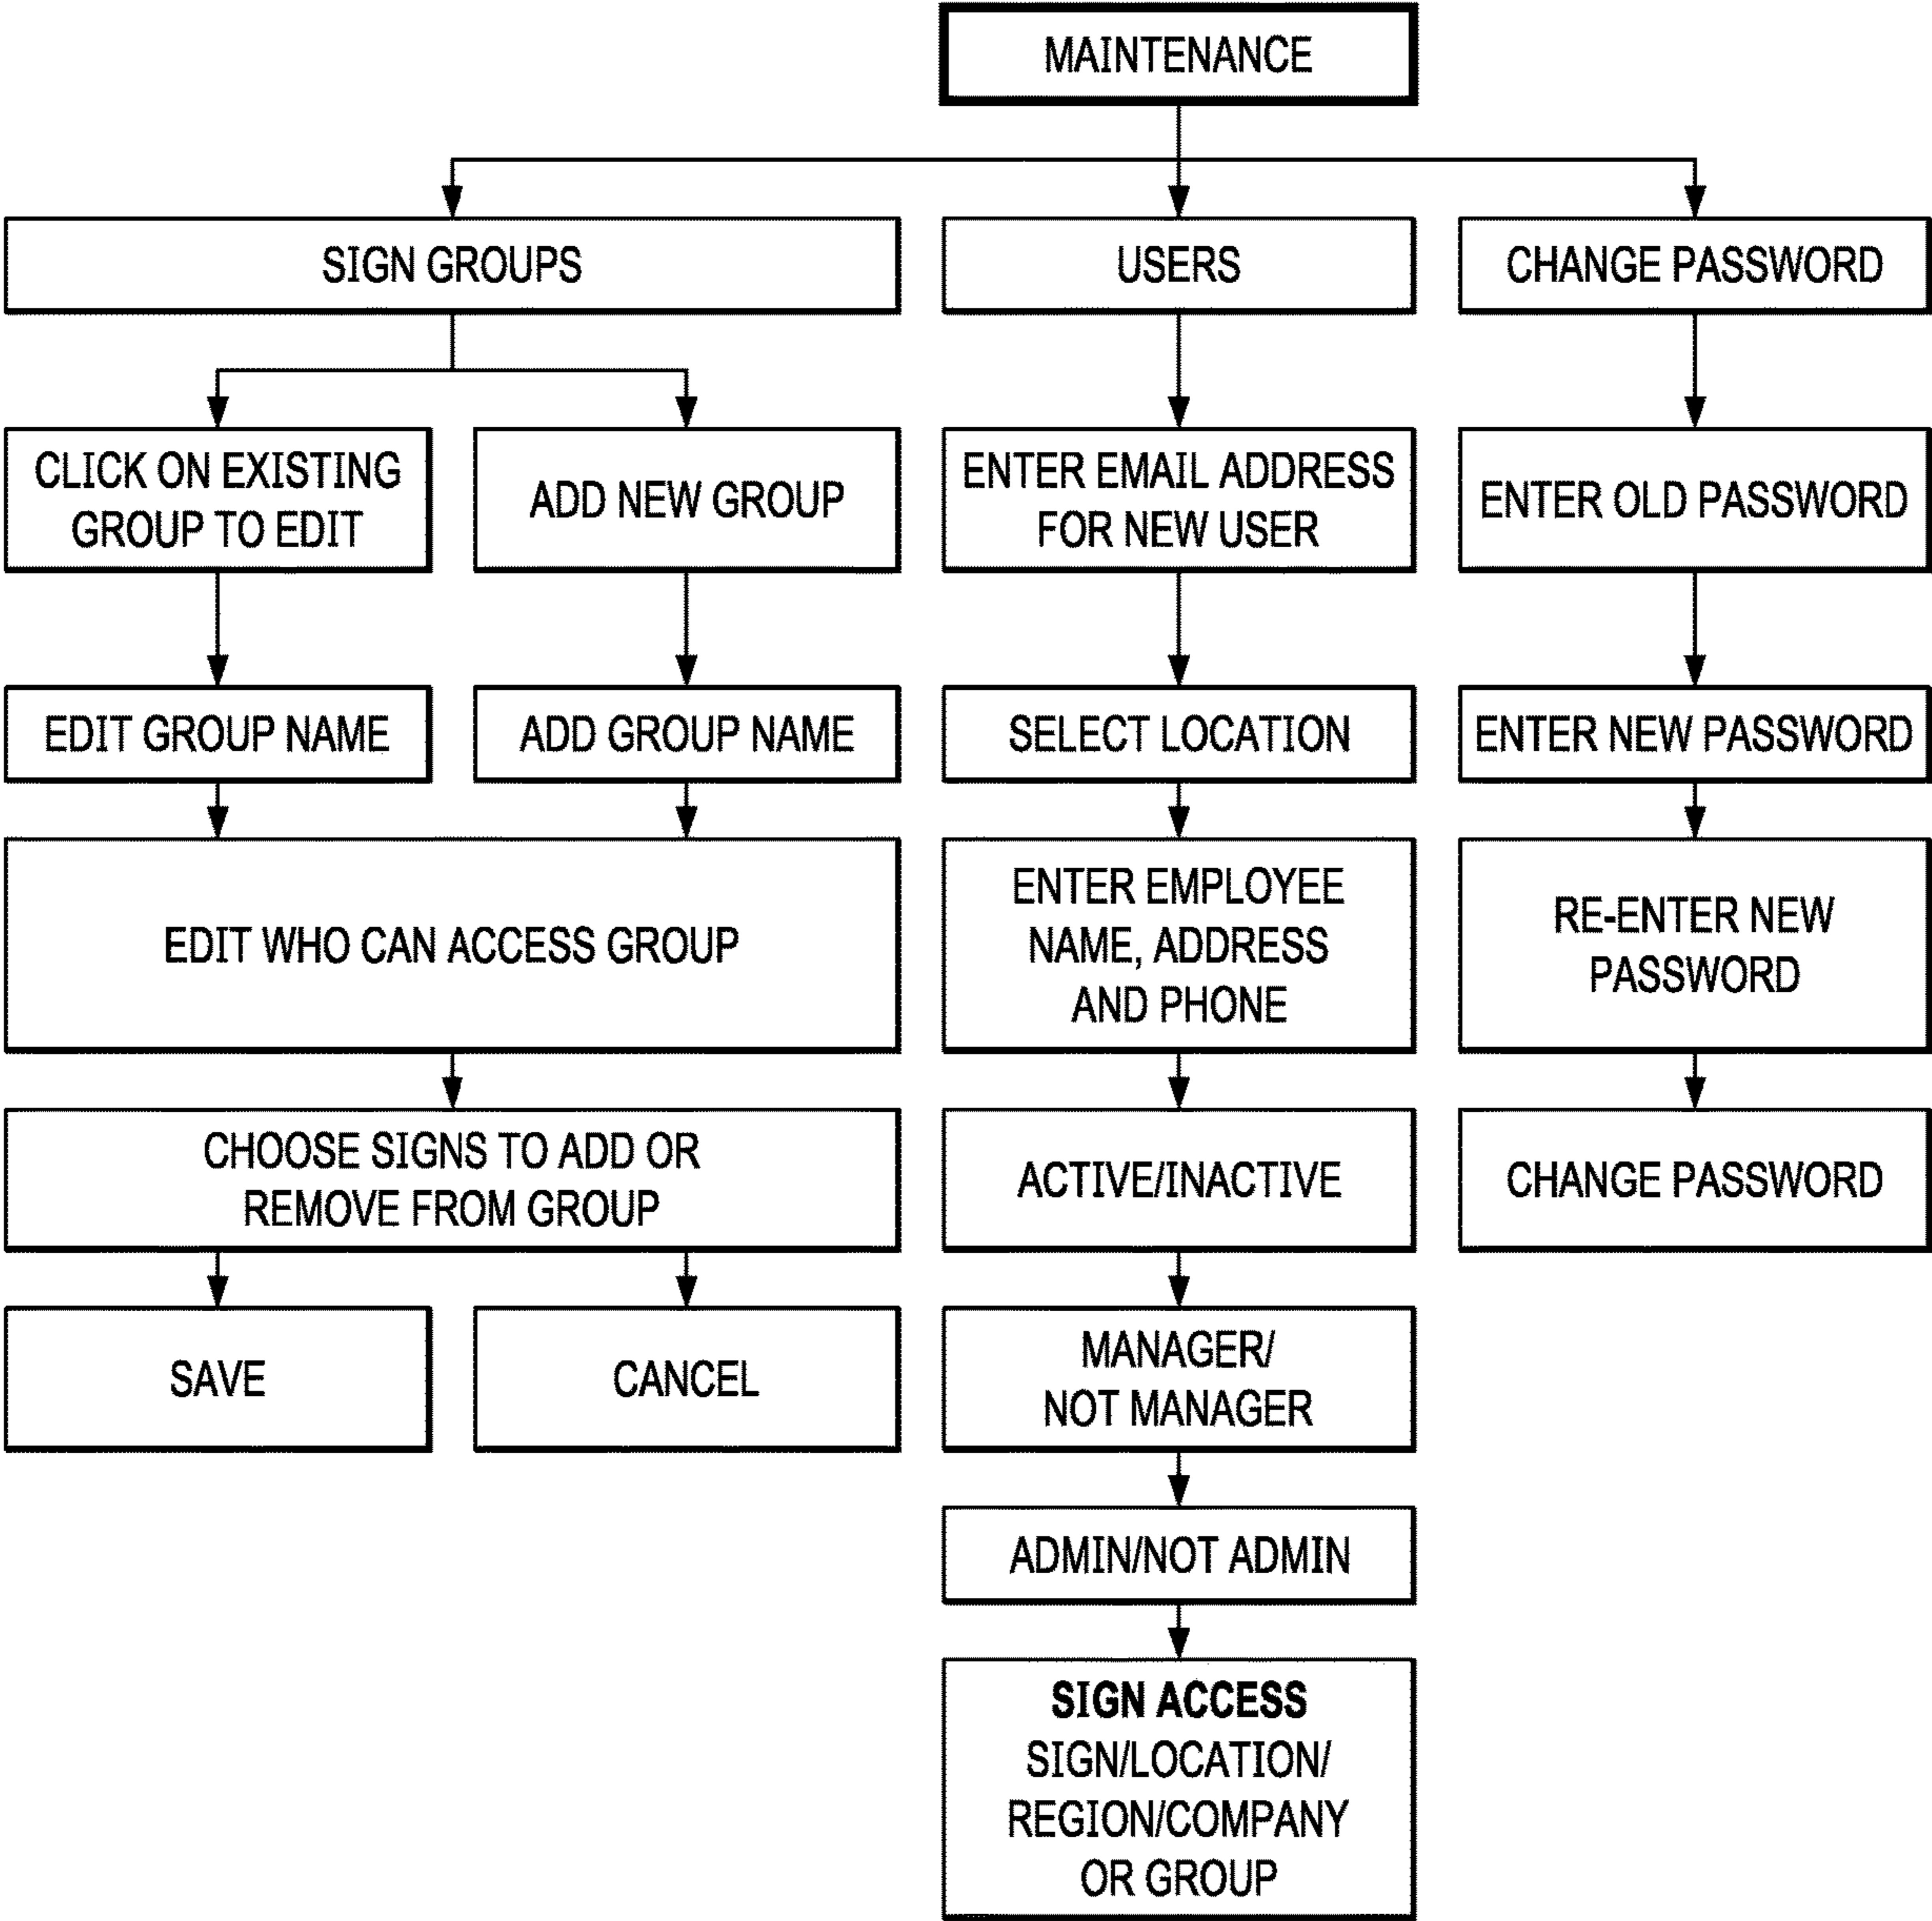 MAINTENANCE
SIGN GROUPS
USERS
CHANGE PASSWORD
CLICK ON EXISTING
GROUP TO EDIT
ADD NEW GROUP
ENTER EMAIL ADDRESS
FOR NEW USER
ENTER OLD PASSWORD
EDIT GROUP NAME
ADD GROUP NAME
SELECT LOCATION
ENTER NEW PASSWORD
EDIT WHO CAN ACCESS GROUP
ENTER EMPLOYEE
NAME, ADDRESS
AND PHONE
RE-ENTER NEW
PASSWORD
CHOOSE SIGNS TO ADD OR
REMOVE FROM GROUP
ACTIVE/INACTIVE
CHANGE PASSWORD
SAVE
CANCEL
MANAGER/
NOT MANAGER
ADMIN/NOT ADMIN
SIGN ACCESS
SIGN/LOCATION/
REGION/COMPANY
OR GROUP